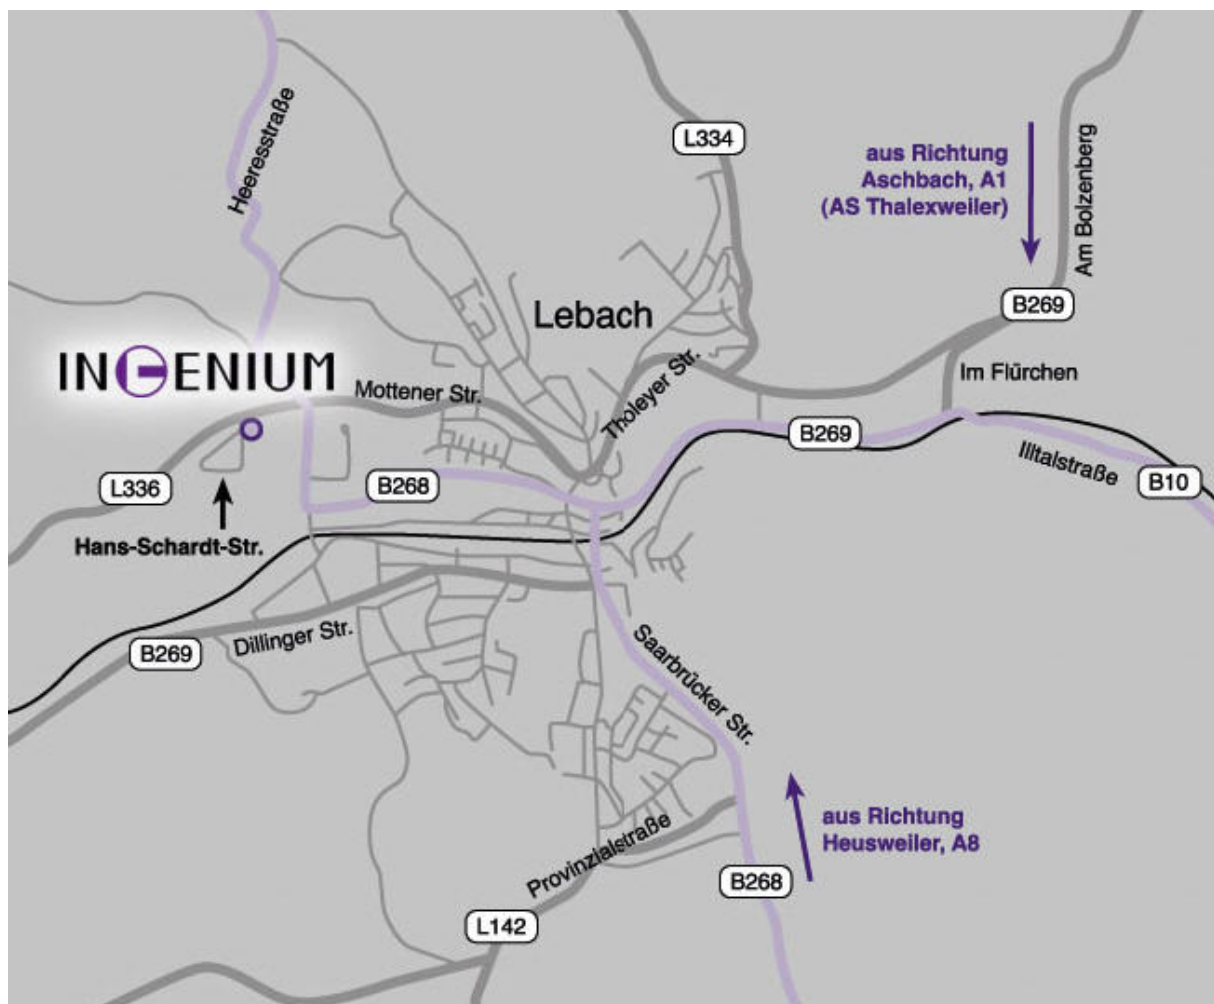 Heeresstraße
L334
aus Richtung
Aschbach, A1
(AS Thalexweiler)
Am Bolzenberg
B269
Lebach
INGENIUM
Mottener Str.
Tholeyer Str.
Im Flürchen
B269
Illtalstraße
B10
L336
B268
Hans-Schardt-Str.
Dillinger Str.
B269
Saarbrücker Str.
aus Richtung
Heusweiler, A8
Provinzialstraße
B268
L142